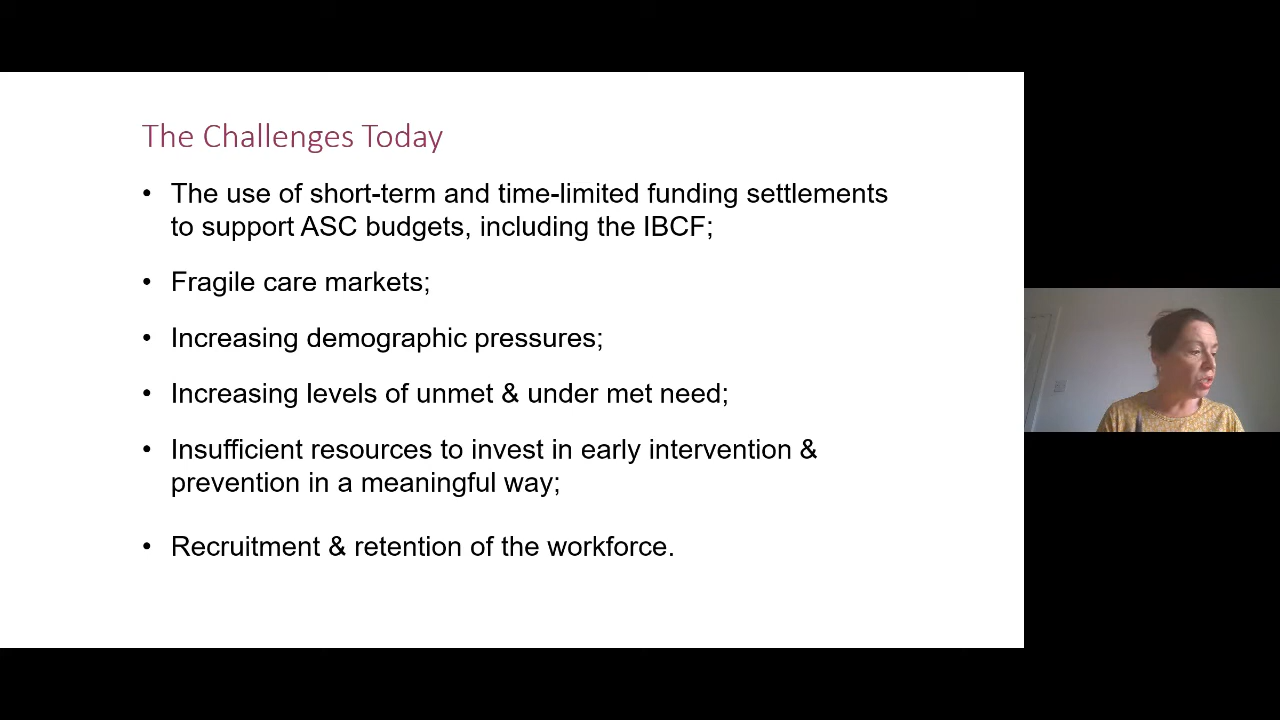 The Challenges Today
• The use of short-term and time-limited funding settlements
to support ASC budgets, including the IBCF;
• Fragile care markets;
• Increasing demographic pressures;
• Increasing levels of unmet & under met need;
• Insufficient resources to invest in early intervention &
prevention in a meaningful way;
• Recruitment & retention of the workforce.